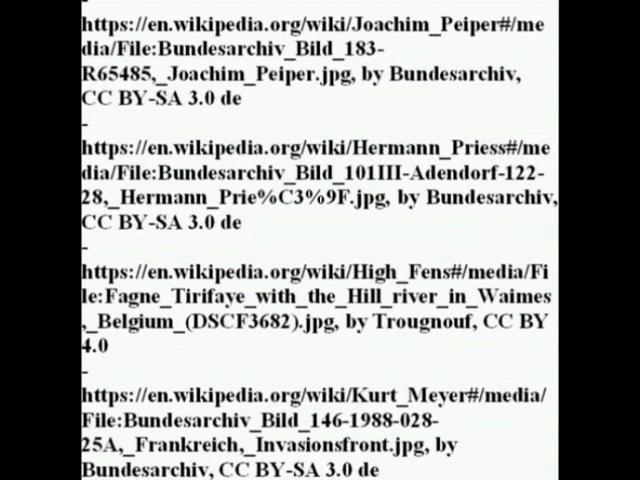 -
https://en.wikipedia.org/wiki/Joachim_Peiper#/me
dia/File:Bundesarchiv_Bild_183-
R65485,_Joachim_Peiper.jpg, by Bundesarchiv,
CC BY-SA 3.0 de
-
https://en.wikipedia.org/wiki/Hermann_Priess#/me
dia/File:Bundesarchiv_Bild_101III-Adendorf-122-
28,_Hermann_Prie%C3%9F.jpg, by Bundesarchiv,
CC BY-SA 3.0 de
-
https://en.wikipedia.org/wiki/High_Fens#/media/Fi
le:Fagne_Tirifaye_with_the_Hill_river_in_Waimes
,_Belgium_(DSCF3682).jpg, by Trougnouf, CC BY
4.0
-
https://en.wikipedia.org/wiki/Kurt_Meyer#/media/
File:Bundesarchiv_Bild_146-1988-028-
25A,_Frankreich,_Invasionsfront.jpg, by
Bundesarchiv, CC BY-SA 3.0 de